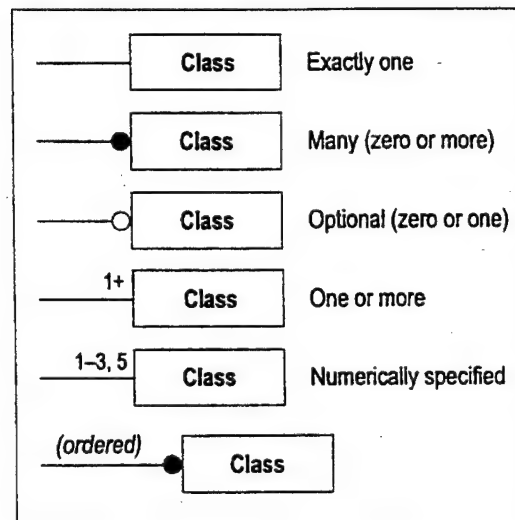 Class Exactly one
Class Many (zero or more)
Class Optional (zero or one)
1+
Class One or more
1–3, 5
Class Numerically specified
(ordered)
Class